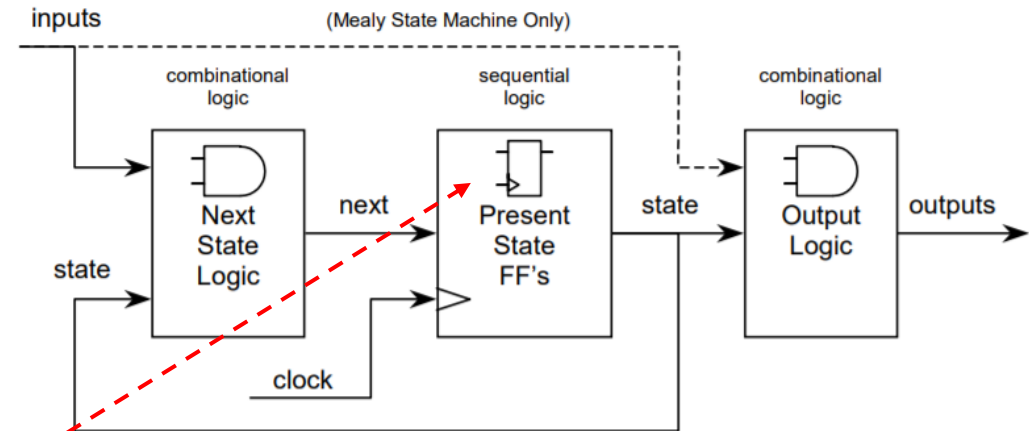 inputs
(Mealy State Machine Only)
combinational
logic
sequential
logic
combinational
logic
Next
State
Logic
next
Present
State
FF's
state
Output
Logic
outputs
state
clock